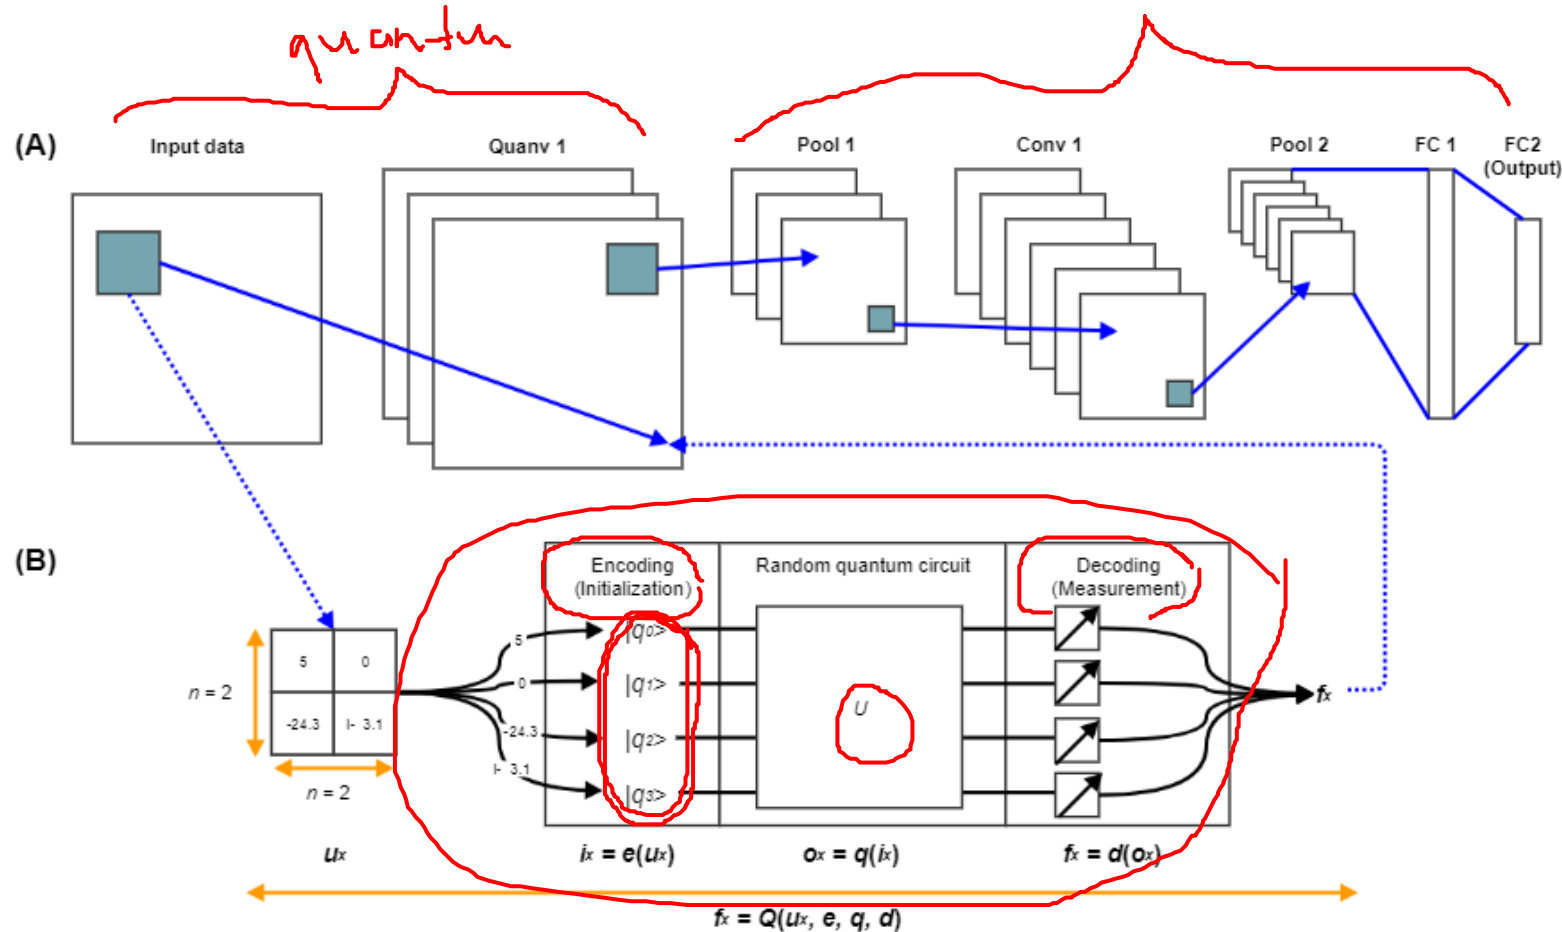 quantum
(A)
Input data
Quanv 1
Pool 1
Conv 1
Pool 2
FC 1
FC2
(Output)
(B)
Encoding
(Initialization)
Random quantum circuit
Decoding
(Measurement)
5 0
-24.3 3.1
n = 2
n = 2
5
0
-24.3
3.1
|q0>
|q1>
|q2>
|q3>
U
fx
ux
ix = e(ux)
ox = q(ix)
fx = d(ox)
fx = Q(ux, e, q, d)